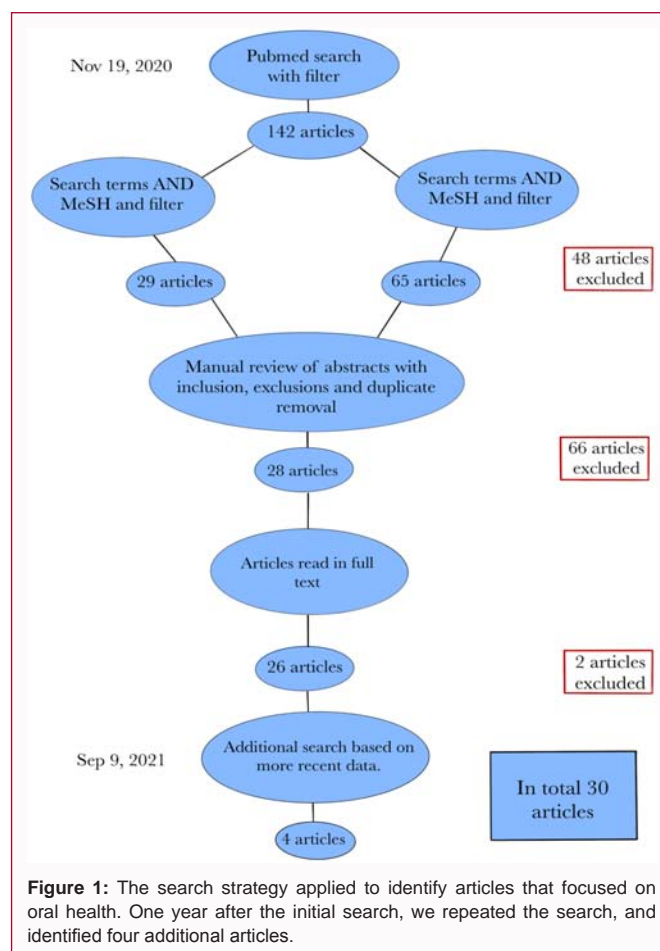 Nov 19, 2020
Pubmed search
with filter
142 articles
Search terms AND
MeSH and filter
Search terms AND
MeSH and filter
29 articles
65 articles
48 articles
excluded
Manual review of abstracts with
inclusion, exclusions and duplicate
removal
66 articles
excluded
28 articles
Articles read in full
text
26 articles
2 articles
excluded
Sep 9, 2021
Additional search based on
more recent data.
In total 30
articles
4 articles
Figure 1: The search strategy applied to identify articles that focused on
oral health. One year after the initial search, we repeated the search, and
identified four additional articles.